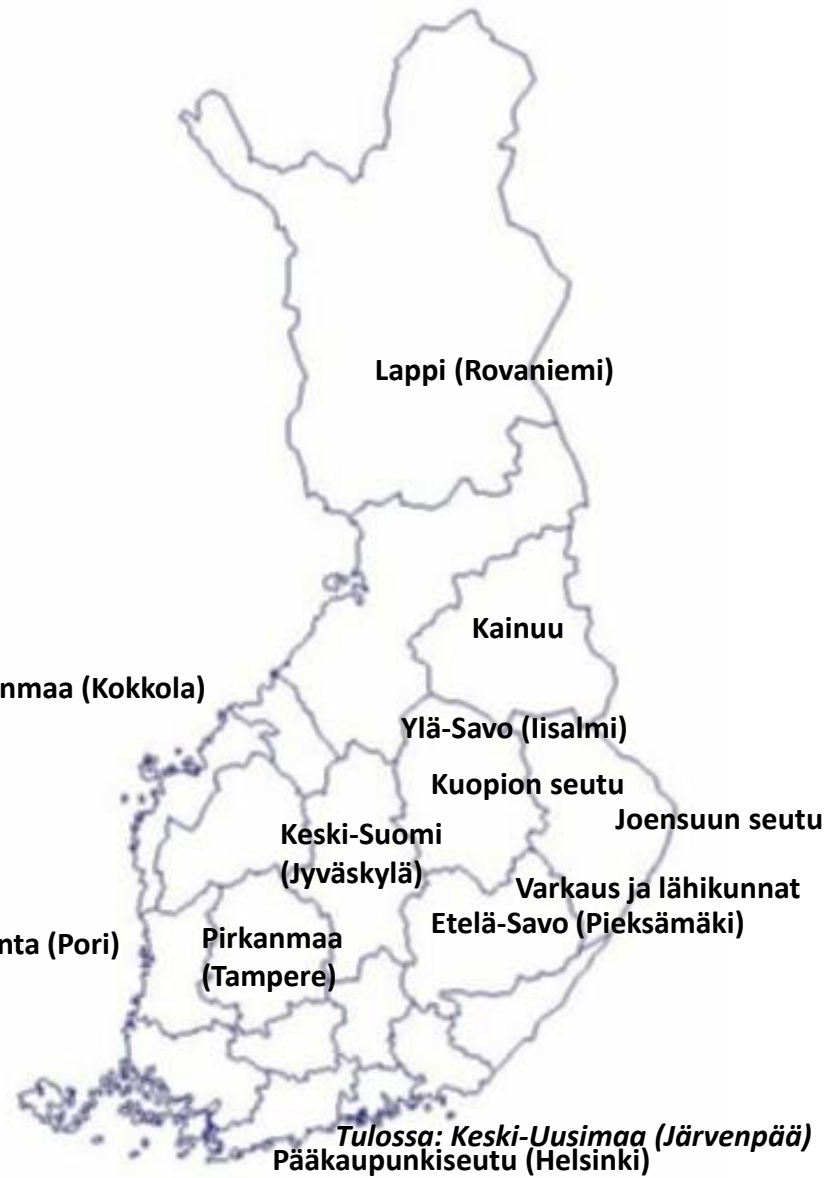 Lappi (Rovaniemi)
Kainuu
nmaa (Kokkola)
Ylä-Savo (Iisalmi)
Kuopion seutu
Joensuun seutu
Keski-Suomi
(Jyväskylä)
Varkaus ja lähikunnat
Etelä-Savo (Pieksämäki)
nta (Pori)
Pirkanmaa
(Tampere)
Tulossa: Keski-Uusimaa (Järvenpää)
Pääkaupunkiseutu (Helsinki)